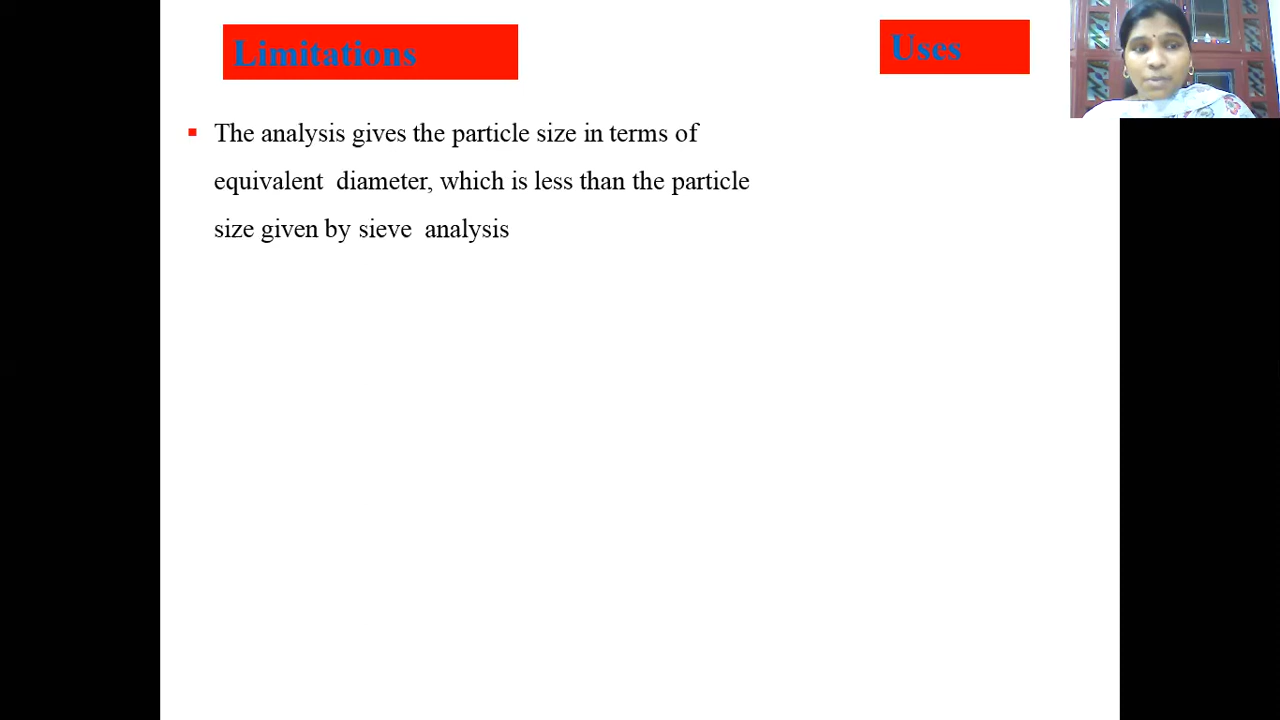 Limitations
Uses
The analysis gives the particle size in terms of
equivalent diameter, which is less than the particle
size given by sieve analysis